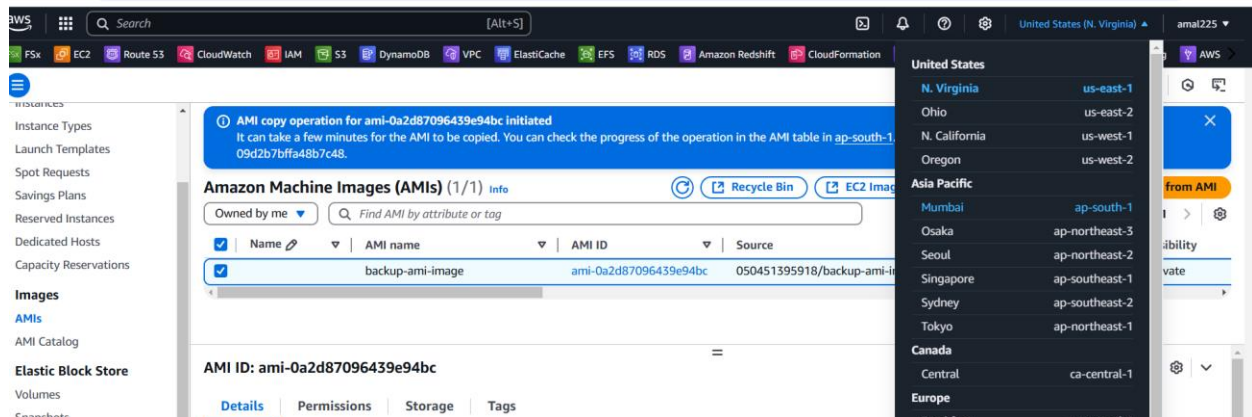 aws Search [Alt+S] United States (N. Virginia) ▲ amal225 ▼
FSx EC2 Route 53 CloudWatch IAM S3 DynamoDB VPC ElastiCache EFS RDS Amazon Redshift CloudFormation AWS
Instances
Instance Types
Launch Templates
Spot Requests
Savings Plans
Reserved Instances
Dedicated Hosts
Capacity Reservations
Images
AMIs
AMI Catalog
Elastic Block Store
Volumes
Snapshots
AMI copy operation for ami-0a2d87096439e94bc initiated
It can take a few minutes for the AMI to be copied. You can check the progress of the operation in the AMI table in ap-south-1.
09d2b7bffa48b7c48.
Amazon Machine Images (AMIs) (1/1) Info Recycle Bin EC2 Imag from AMI
Owned by me ▼ Find AMI by attribute or tag
Name AMI name AMI ID Source
backup-ami-image ami-0a2d87096439e94bc 050451395918/backup-ami-i
ibility
vate
AMI ID: ami-0a2d87096439e94bc
Details Permissions Storage Tags
United States
N. Virginia us-east-1
Ohio us-east-2
N. California us-west-1
Oregon us-west-2
Asia Pacific
Mumbai ap-south-1
Osaka ap-northeast-3
Seoul ap-northeast-2
Singapore ap-southeast-1
Sydney ap-southeast-2
Tokyo ap-northeast-1
Canada
Central ca-central-1
Europe